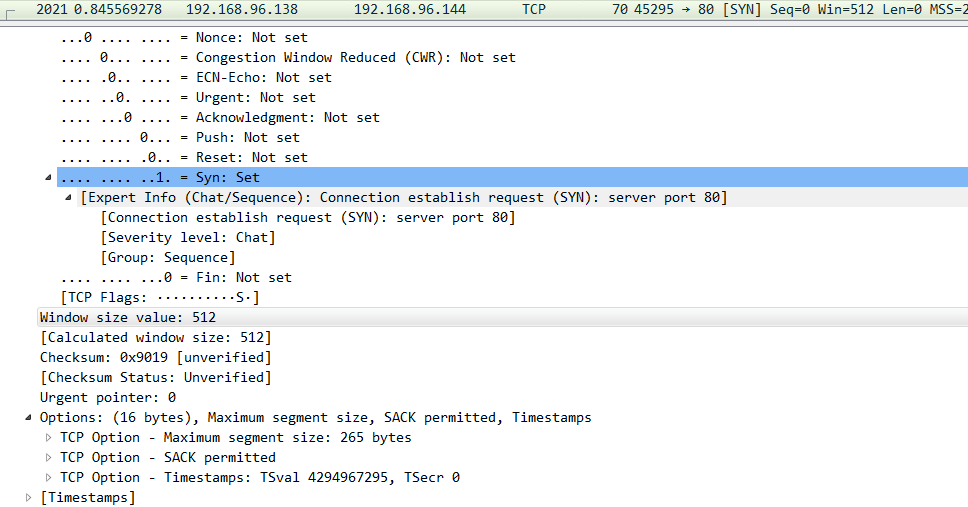 2021 0.845569278 192.168.96.138 192.168.96.144 TCP 70 45295 → 80 [SYN] Seq=0 Win=512 Len=0 MSS=2
...0 .... .... = Nonce: Not set
.... 0... .... = Congestion Window Reduced (CWR): Not set
.... .0.. .... = ECN-Echo: Not set
.... ..0. .... = Urgent: Not set
.... ...0 .... = Acknowledgment: Not set
.... .... 0... = Push: Not set
.... .... .0.. = Reset: Not set
.... .... ..1. = Syn: Set
[Expert Info (Chat/Sequence): Connection establish request (SYN): server port 80]
[Connection establish request (SYN): server port 80]
[Severity level: Chat]
[Group: Sequence]
.... .... ...0 = Fin: Not set
[TCP Flags: ··········S·]
Window size value: 512
[Calculated window size: 512]
Checksum: 0x9019 [unverified]
[Checksum Status: Unverified]
Urgent pointer: 0
Options: (16 bytes), Maximum segment size, SACK permitted, Timestamps
TCP Option - Maximum segment size: 265 bytes
TCP Option - SACK permitted
TCP Option - Timestamps: TSval 4294967295, TSecr 0
[Timestamps]